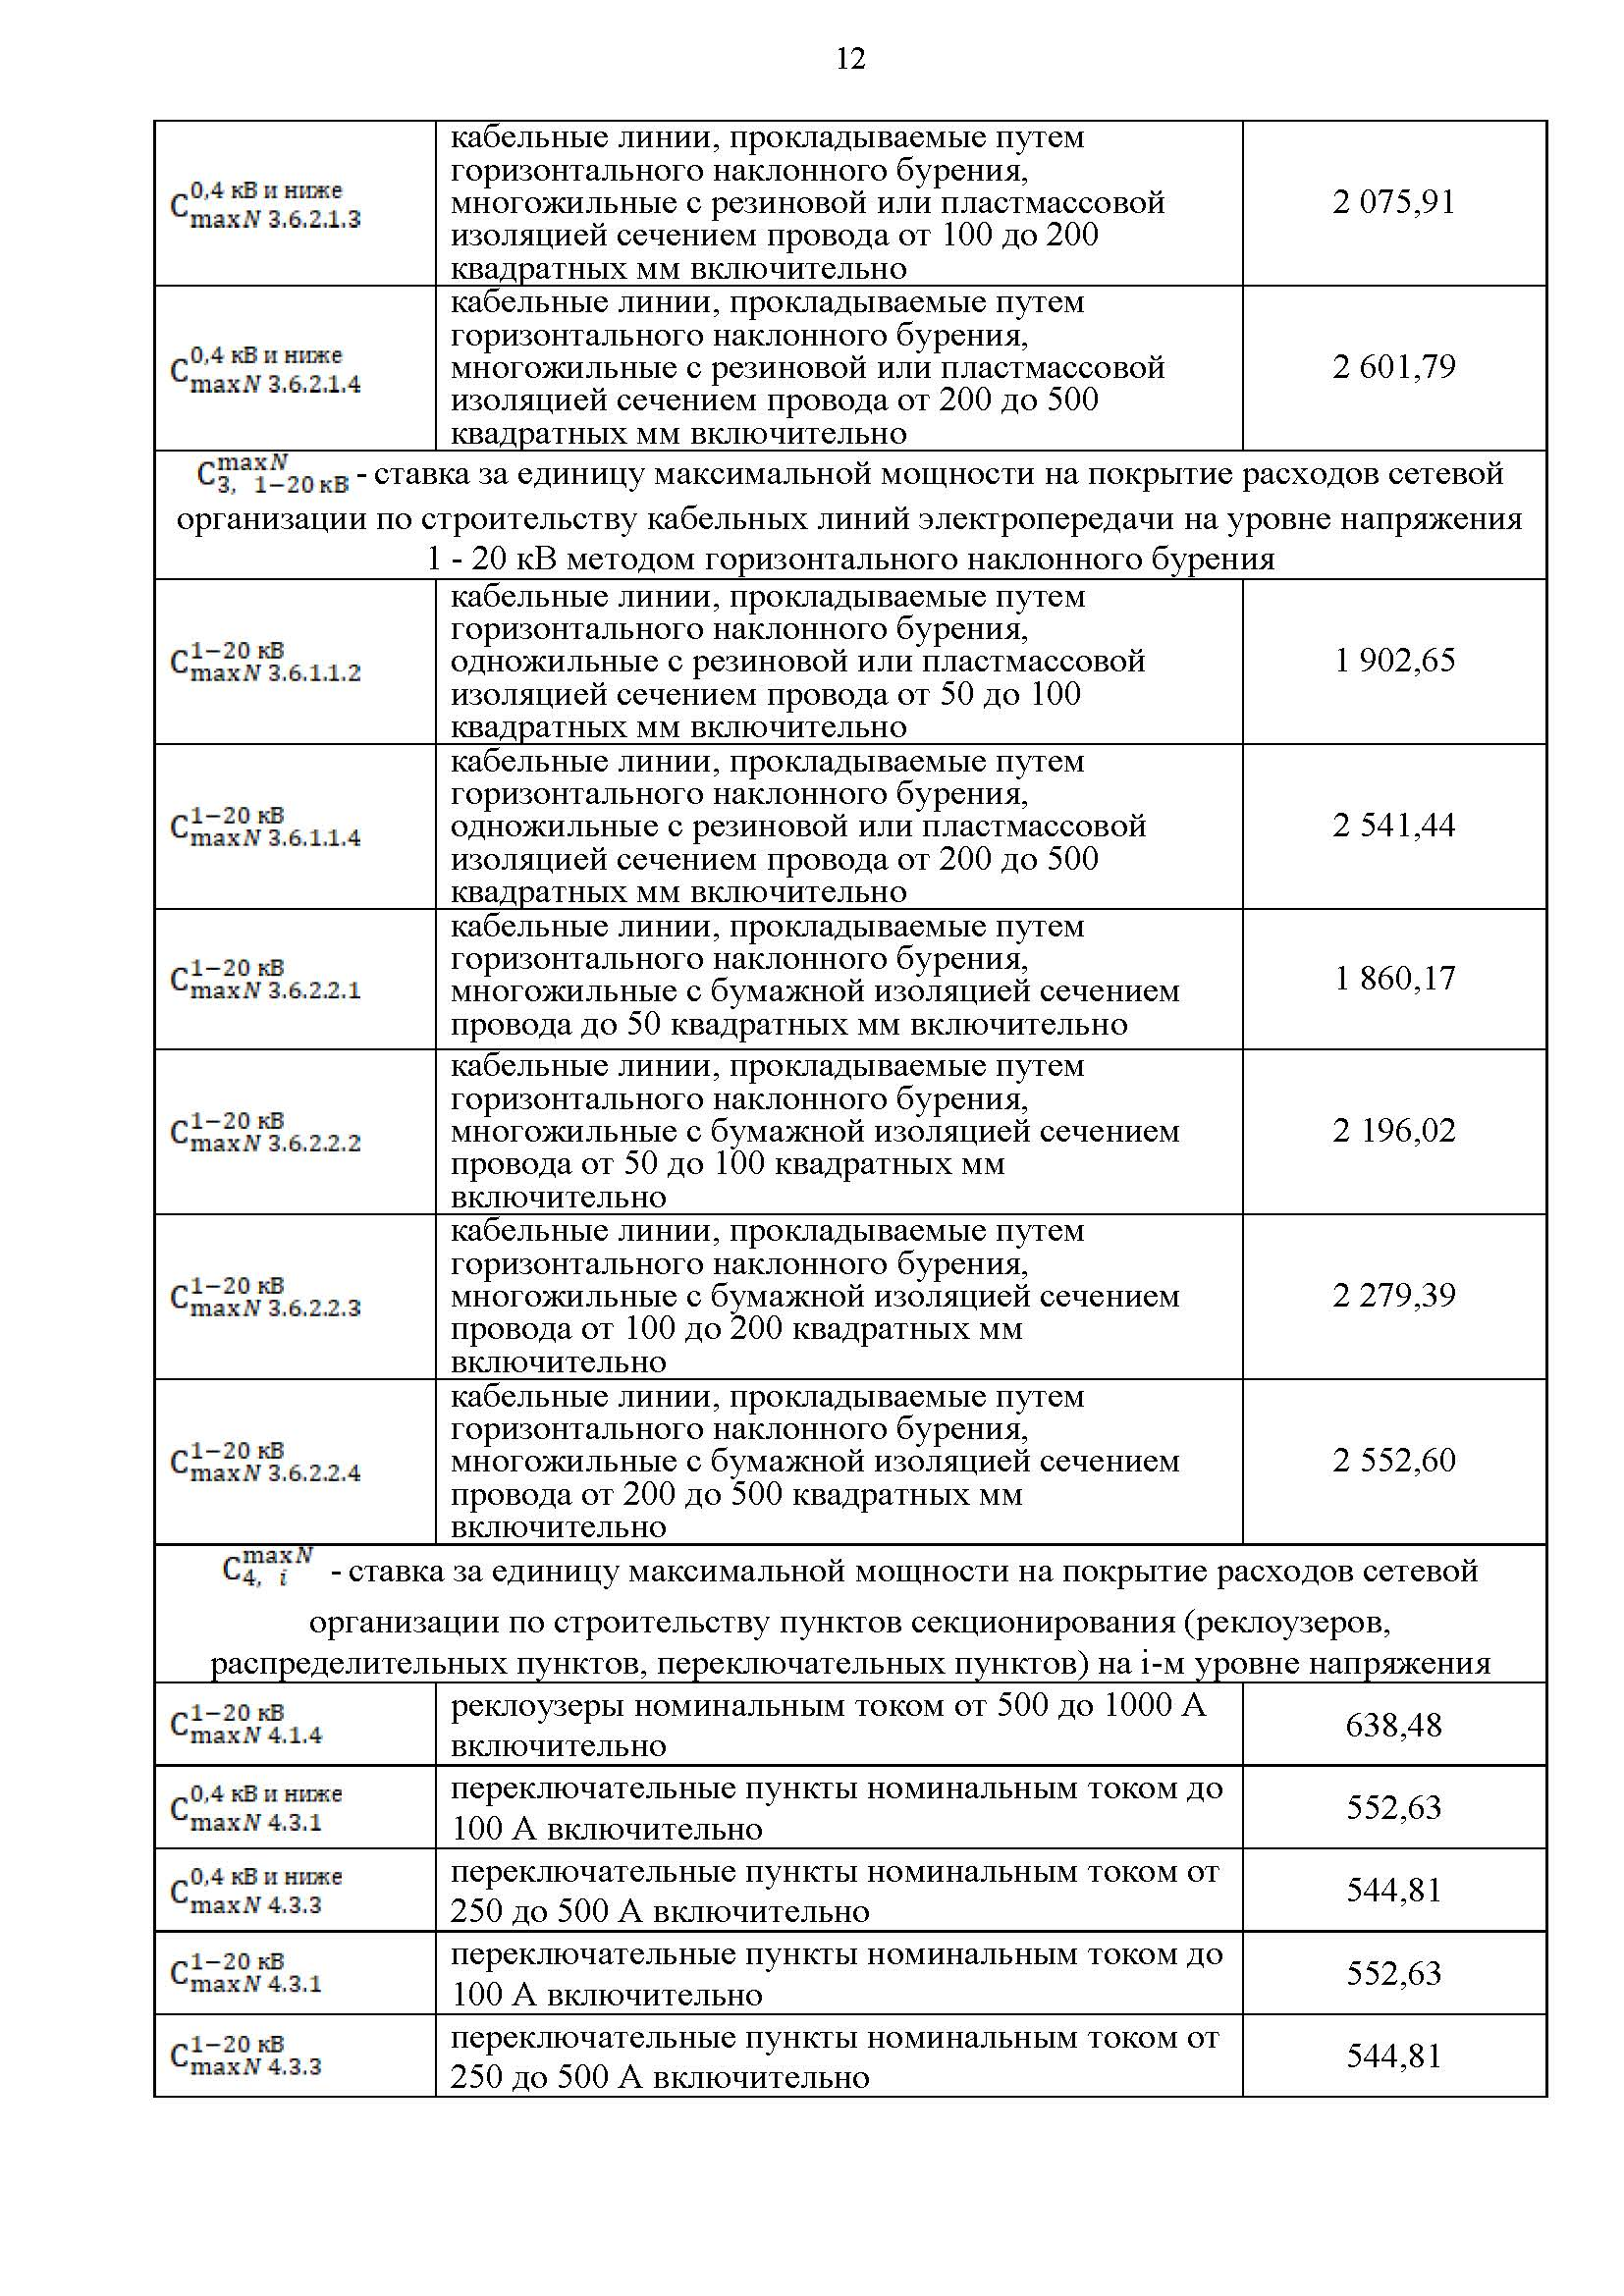 12
C 0,4 кВ и ниже maxN 3.6.2.1.3
кабельные линии, прокладываемые путем
горизонтального наклонного бурения,
многожильные с резиновой или пластмассовой
изоляцией сечением провода от 100 до 200
квадратных мм включительно
2 075,91
C 0,4 кВ и ниже maxN 3.6.2.1.4
кабельные линии, прокладываемые путем
горизонтального наклонного бурения,
многожильные с резиновой или пластмассовой
изоляцией сечением провода от 200 до 500
квадратных мм включительно
2 601,79
C maxN 3, 1−20 кВ - ставка за единицу максимальной мощности на покрытие расходов сетевой
организации по строительству кабельных линий электропередачи на уровне напряжения
1 - 20 кВ методом горизонтального наклонного бурения
C 1−20 кВ maxN 3.6.1.1.2
кабельные линии, прокладываемые путем
горизонтального наклонного бурения,
одножильные с резиновой или пластмассовой
изоляцией сечением провода от 50 до 100
квадратных мм включительно
1 902,65
C 1−20 кВ maxN 3.6.1.1.4
кабельные линии, прокладываемые путем
горизонтального наклонного бурения,
одножильные с резиновой или пластмассовой
изоляцией сечением провода от 200 до 500
квадратных мм включительно
2 541,44
C 1−20 кВ maxN 3.6.2.2.1
кабельные линии, прокладываемые путем
горизонтального наклонного бурения,
многожильные с бумажной изоляцией сечением
провода до 50 квадратных мм включительно
1 860,17
C 1−20 кВ maxN 3.6.2.2.2
кабельные линии, прокладываемые путем
горизонтального наклонного бурения,
многожильные с бумажной изоляцией сечением
провода от 50 до 100 квадратных мм
включительно
2 196,02
C 1−20 кВ maxN 3.6.2.2.3
кабельные линии, прокладываемые путем
горизонтального наклонного бурения,
многожильные с бумажной изоляцией сечением
провода от 100 до 200 квадратных мм
включительно
2 279,39
C 1−20 кВ maxN 3.6.2.2.4
кабельные линии, прокладываемые путем
горизонтального наклонного бурения,
многожильные с бумажной изоляцией сечением
провода от 200 до 500 квадратных мм
включительно
2 552,60
C maxN 4, i - ставка за единицу максимальной мощности на покрытие расходов сетевой
организации по строительству пунктов секционирования (реклоузеров,
распределительных пунктов, переключательных пунктов) на i-м уровне напряжения
C 1−20 кВ maxN 4.1.4
реклоузеры номинальным током от 500 до 1000 А
включительно
638,48
C 0,4 кВ и ниже maxN 4.3.1
переключательные пункты номинальным током до
100 А включительно
552,63
C 0,4 кВ и ниже maxN 4.3.3
переключательные пункты номинальным током от
250 до 500 А включительно
544,81
C 1−20 кВ maxN 4.3.1
переключательные пункты номинальным током до
100 А включительно
552,63
C 1−20 кВ maxN 4.3.3
переключательные пункты номинальным током от
250 до 500 А включительно
544,81